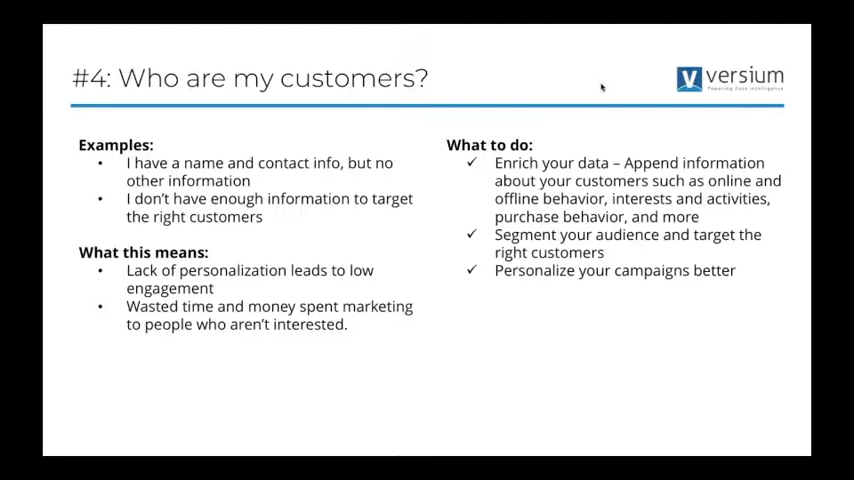 #4: Who are my customers?
versium
Powering Data Intelligence
Examples:
• I have a name and contact info, but no
other information
• I don't have enough information to target
the right customers
What this means:
• Lack of personalization leads to low
engagement
• Wasted time and money spent marketing
to people who aren't interested.
What to do:
✓ Enrich your data – Append information
about your customers such as online and
offline behavior, interests and activities,
purchase behavior, and more
✓ Segment your audience and target the
right customers
✓ Personalize your campaigns better